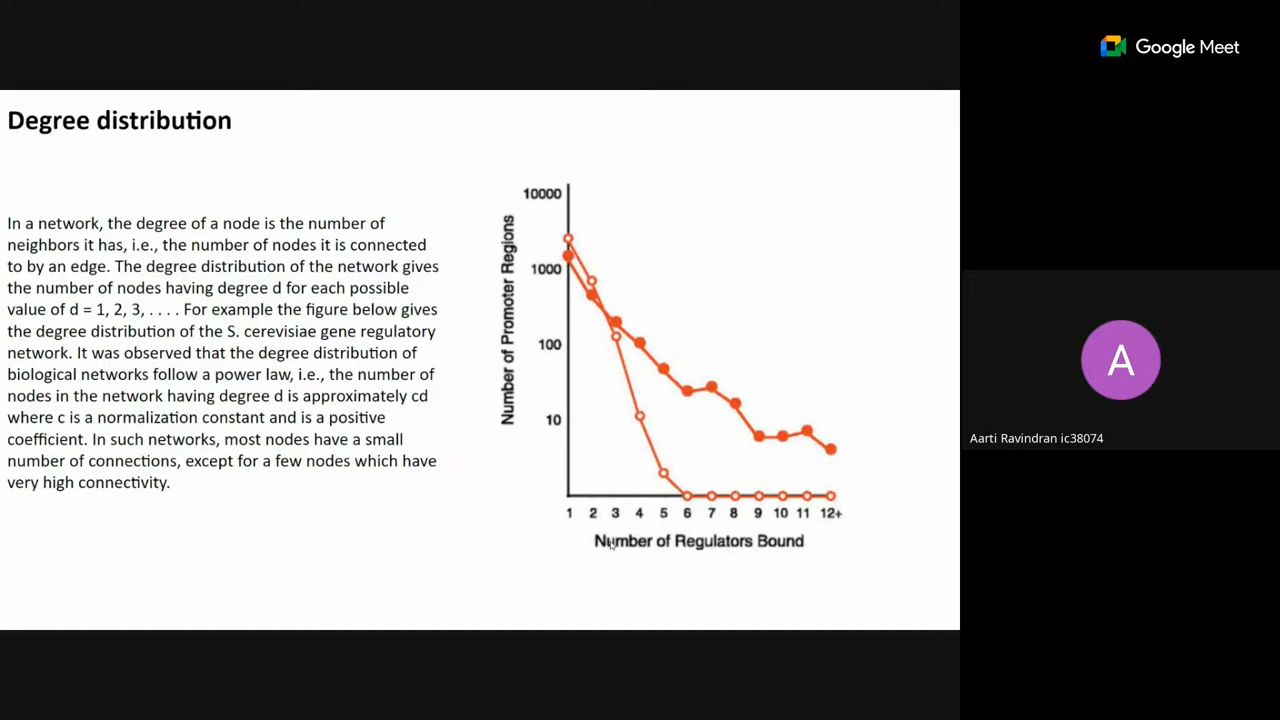 Google Meet
Degree distribution
In a network, the degree of a node is the number of
neighbors it has, i.e., the number of nodes it is connected
to by an edge. The degree distribution of the network gives
the number of nodes having degree d for each possible
value of d = 1, 2, 3, . . . . For example the figure below gives
the degree distribution of the S. cerevisiae gene regulatory
network. It was observed that the degree distribution of
biological networks follow a power law, i.e., the number of
nodes in the network having degree d is approximately cd
where c is a normalization constant and is a positive
coefficient. In such networks, most nodes have a small
number of connections, except for a few nodes which have
very high connectivity.
Number of Promoter Regions
10000
1000
100
10
1 2 3 4 5 6 7 8 9 10 11 12+
Number of Regulators Bound
A
Aarti Ravindran ic38074